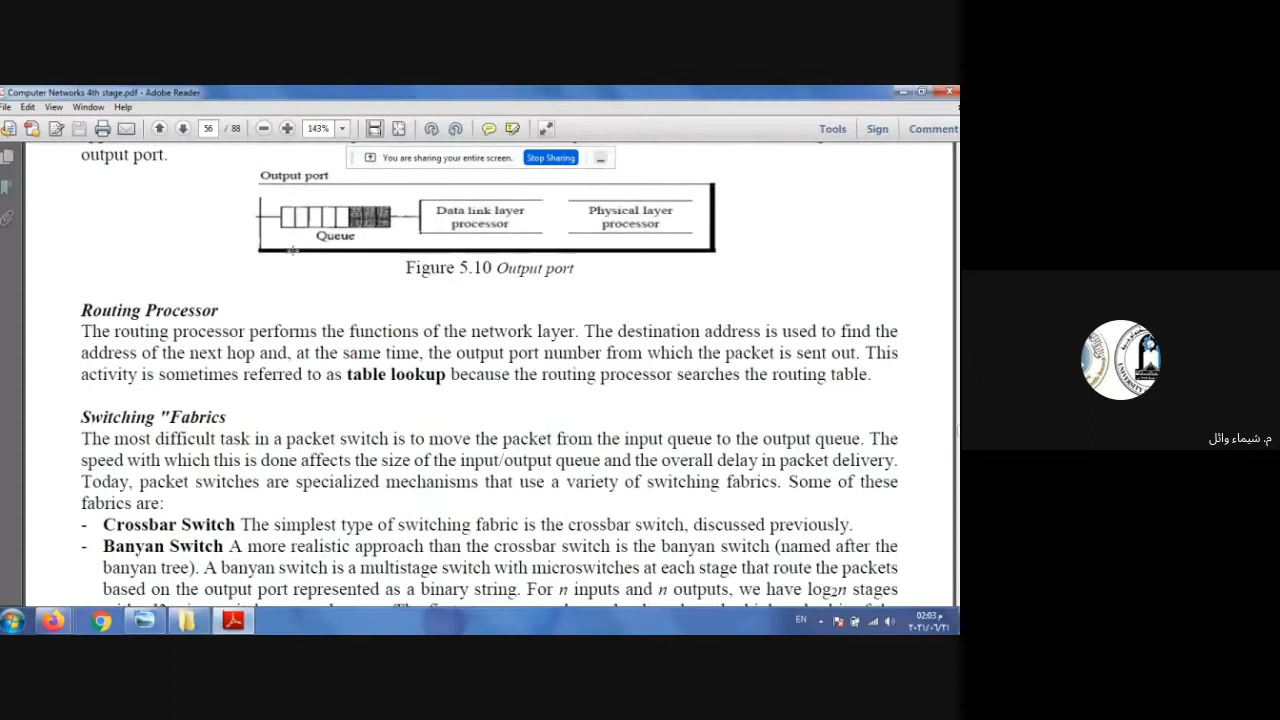 Computer Networks 4th stage.pdf - Adobe Reader
File Edit View Window Help
56 / 88 143% Tools Sign Comment
output port.
You are sharing your entire screen. Stop Sharing
Output port
Data link layer processor
Physical layer processor
Queue
Figure 5.10 Output port
Routing Processor
The routing processor performs the functions of the network layer. The destination address is used to find the
address of the next hop and, at the same time, the output port number from which the packet is sent out. This
activity is sometimes referred to as table lookup because the routing processor searches the routing table.
Switching "Fabrics
The most difficult task in a packet switch is to move the packet from the input queue to the output queue. The
speed with which this is done affects the size of the input/output queue and the overall delay in packet delivery.
Today, packet switches are specialized mechanisms that use a variety of switching fabrics. Some of these
fabrics are:
- Crossbar Switch The simplest type of switching fabric is the crossbar switch, discussed previously.
- Banyan Switch A more realistic approach than the crossbar switch is the banyan switch (named after the
banyan tree). A banyan switch is a multistage switch with microswitches at each stage that route the packets
based on the output port represented as a binary string. For n inputs and n outputs, we have log2n stages
م. شيماء وائل
EN
02:03 م
٢٠٢١/٠٦/٢١